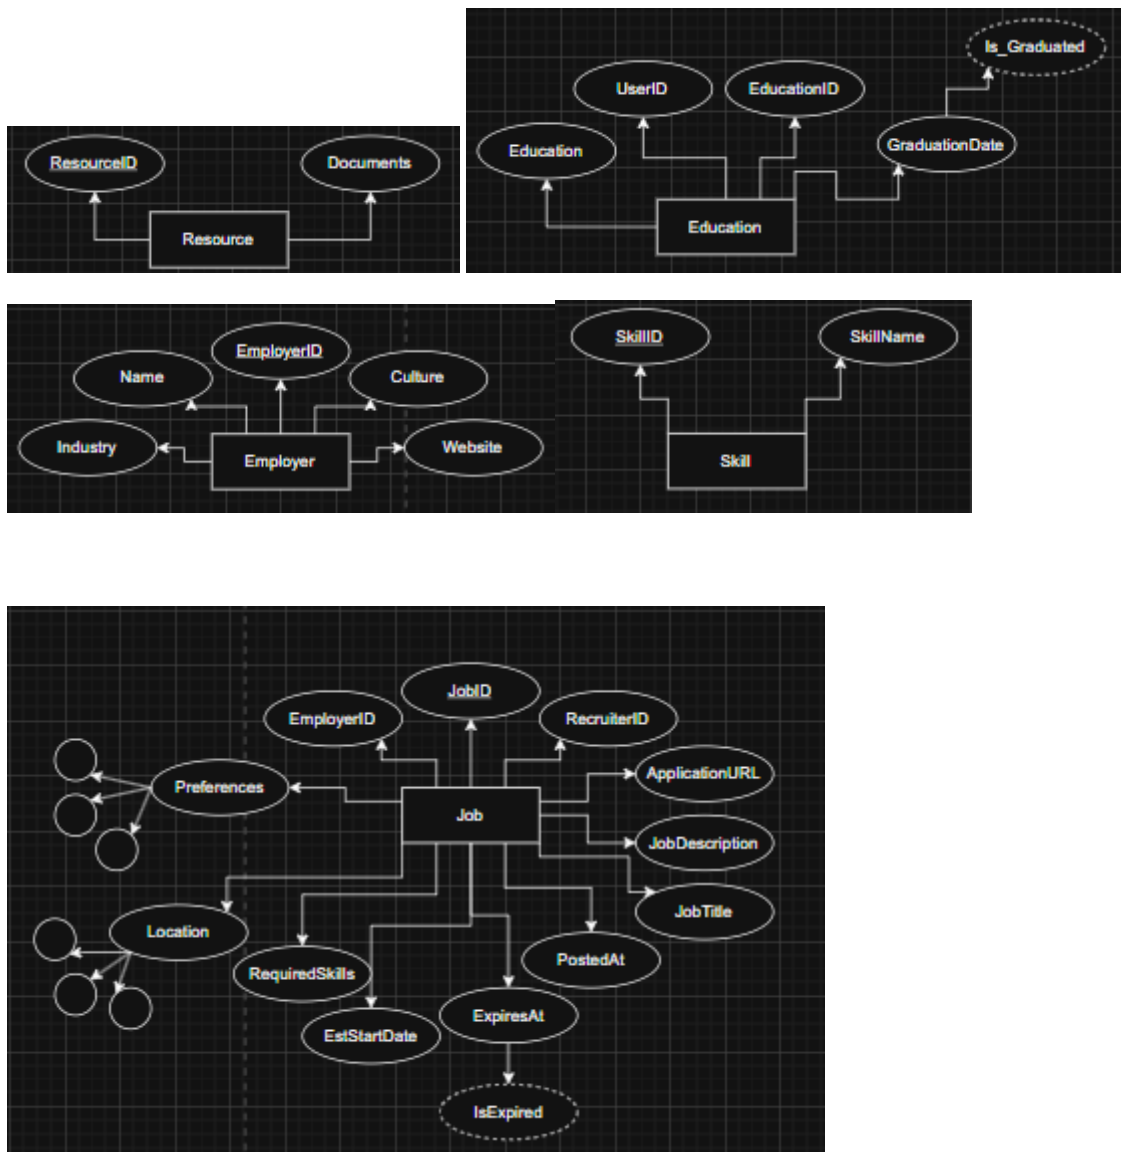 ResourceID
Documents
Resource
Is_Graduated
UserID
EducationID
Education
GraduationDate
Education
EmployerID
Name
Culture
Industry
Employer
Website
SkillID
SkillName
Skill
JobID
EmployerID
RecruiterID
Preferences
ApplicationURL
Job
JobDescription
JobTitle
Location
RequiredSkills
PostedAt
EstStartDate
ExpiresAt
IsExpired